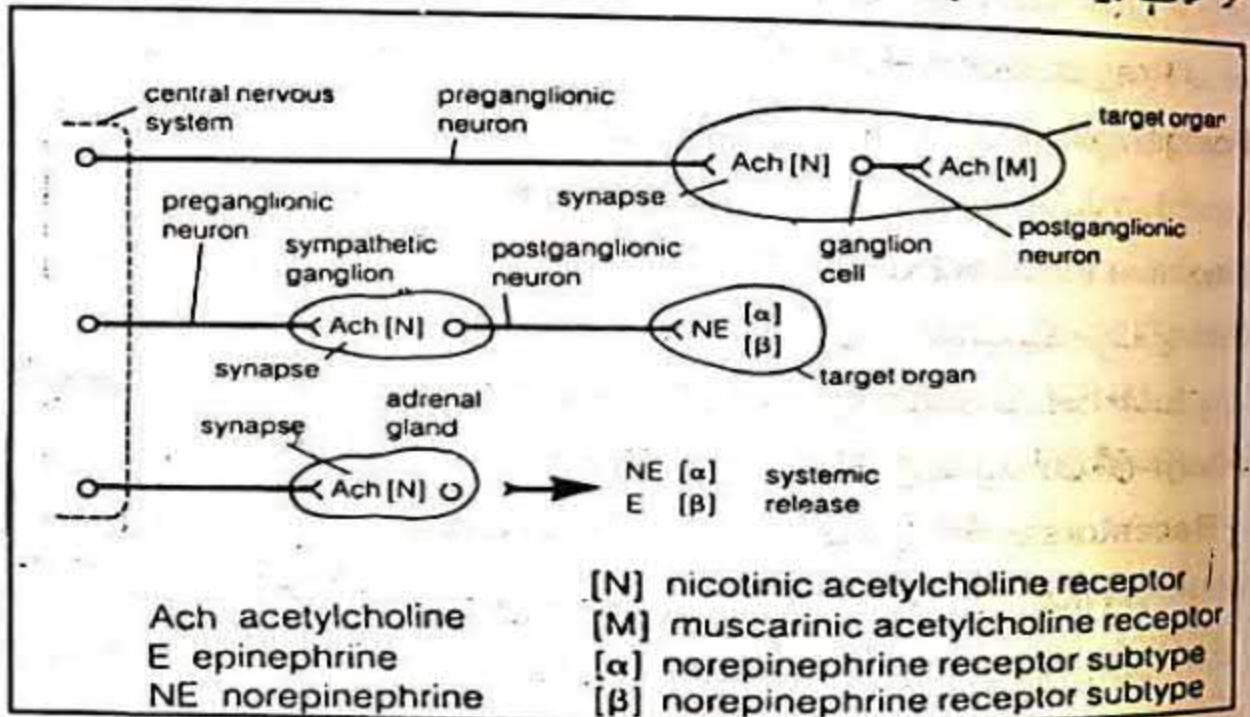 central nervous
system
preganglionic
neuron
target organ
Ach [N]
Ach [M]
synapse
preganglionic
neuron
sympathetic
ganglion
postganglionic
neuron
ganglion
cell
postganglionic
neuron
Ach [N]
NE [α]
[β]
synapse
target organ
adrenal
gland
synapse
Ach [N]
NE [α] systemic
E [β] release
Ach acetylcholine
E epinephrine
NE norepinephrine
[N] nicotinic acetylcholine receptor
[M] muscarinic acetylcholine receptor
[α] norepinephrine receptor subtype
[β] norepinephrine receptor subtype